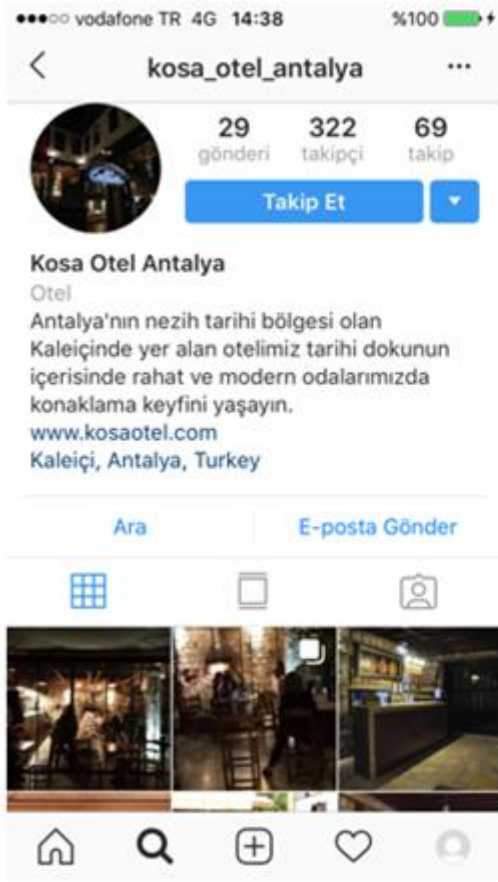 vodafone TR 4G 14:38 %100
kosa_otel_antalya
29 322 69
gönderi takipçi takip
Takip Et
Kosa Otel Antalya
Otel
Antalya'nın nezih tarihi bölgesi olan
Kaleiçinde yer alan otelimiz tarihi dokunun
içerisinde rahat ve modern odalarımızda
konaklama keyfini yaşayın.
www.kosaotel.com
Kaleiçi, Antalya, Turkey
Ara E-posta Gönder